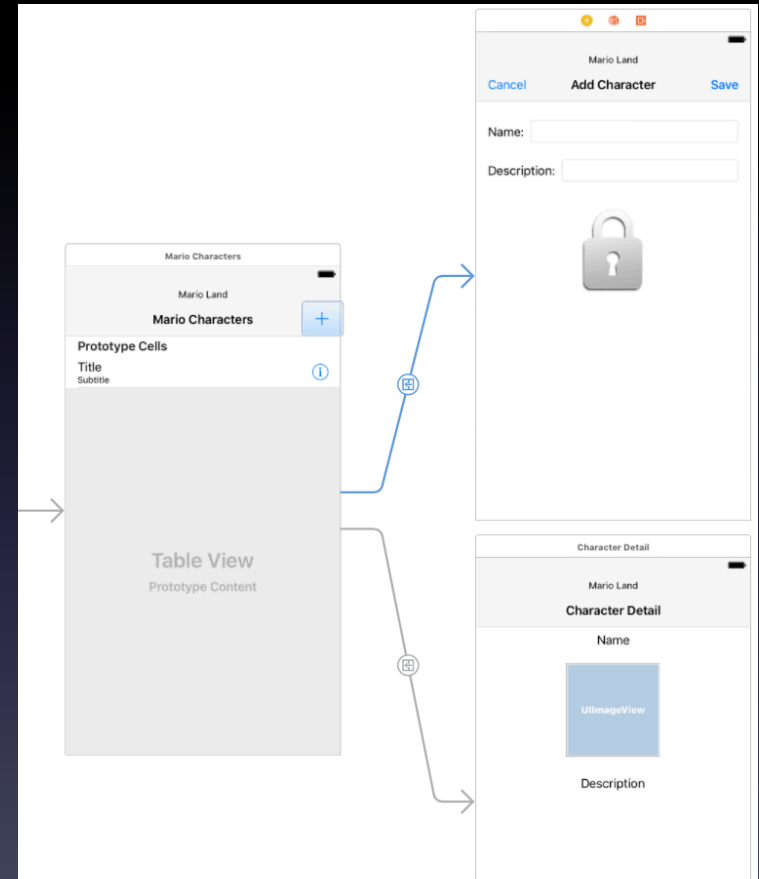 Mario Land
Cancel Add Character Save
Name:
Description:
Mario Characters
Mario Land
Mario Characters +
Prototype Cells
Title
Subtitle
Table View
Prototype Content
Character Detail
Mario Land
Character Detail
Name
UIImageView
Description